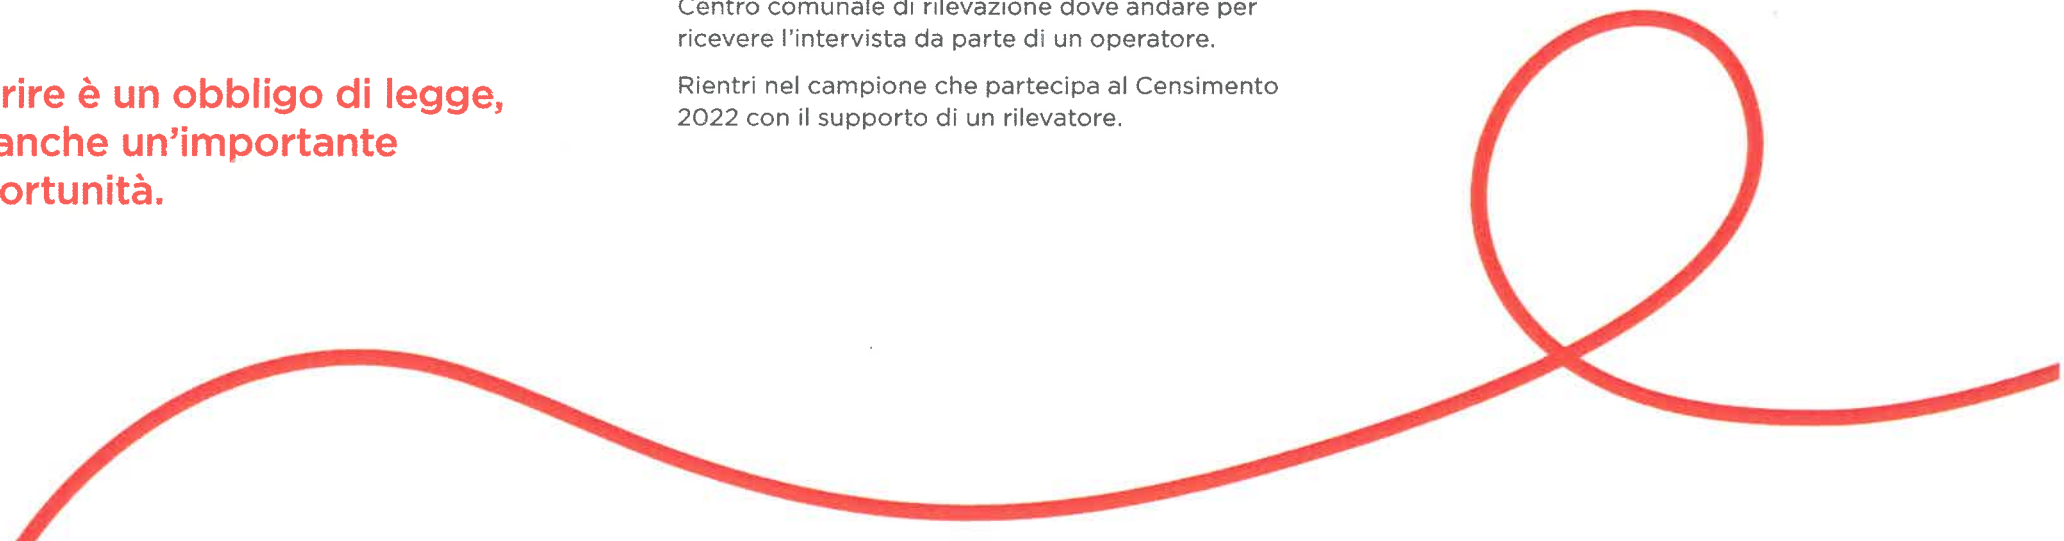 rire è un obbligo di legge,
anche un'importante
ortunità.
Centro comunale di rilevazione dove andare per
ricevere l'intervista da parte di un operatore.
Rientri nel campione che partecipa al Censimento
2022 con il supporto di un rilevatore.